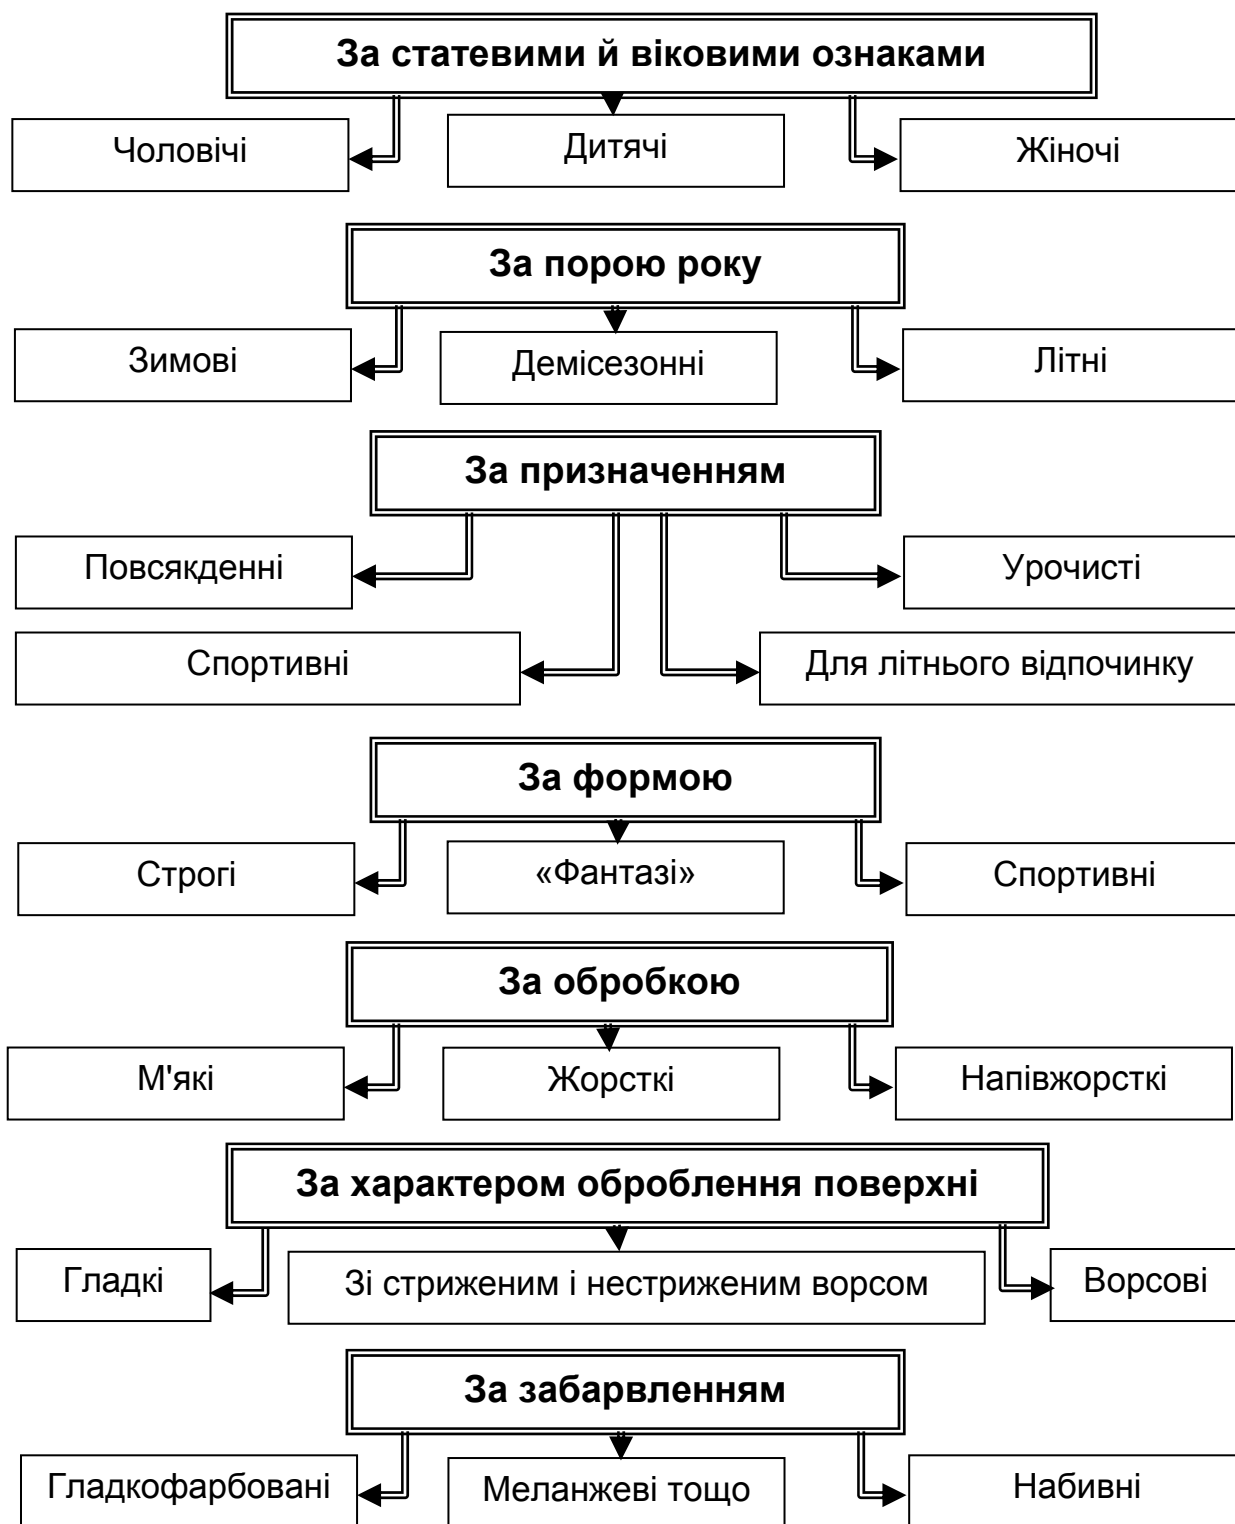 За статевими й віковими ознаками
Чоловічі
Дитячі
Жіночі
За порою року
Зимові
Демісезонні
Літні
За призначенням
Повсякденні
Урочисті
Спортивні
Для літнього відпочинку
За формою
Строгі
«Фантазі»
Спортивні
За обробкою
М'які
Жорсткі
Напівжорсткі
За характером оброблення поверхні
Гладкі
Зі стриженим і нестриженим ворсом
Ворсові
За забарвленням
Гладкофарбовані
Меланжеві тощо
Набивні